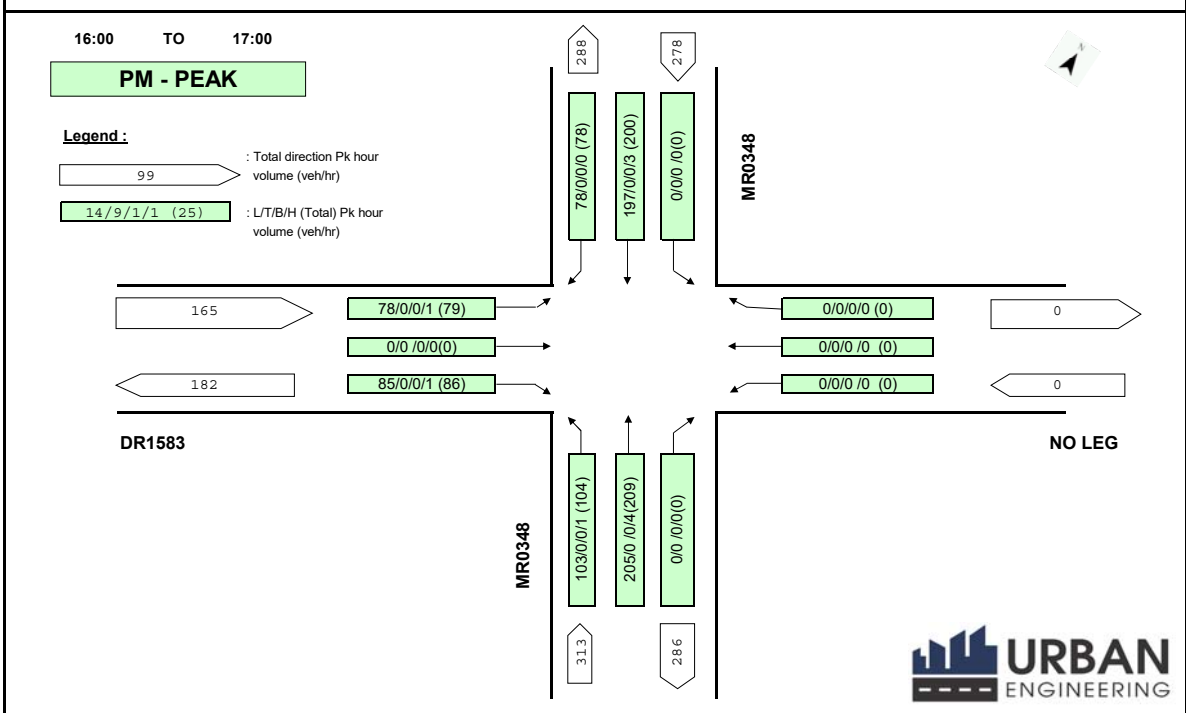 16:00 TO 17:00
PM - PEAK
Legend :
99
: Total direction Pk hour
volume (veh/hr)
14/9/1/1 (25)
: L/T/B/H (Total) Pk hour
volume (veh/hr)
288
278
78/0/0/0 (78)
197/0/0/3 (200)
0/0/0 /0(0)
MR0348
N
165
78/0/0/1 (79)
0/0/0/0 (0)
0
0/0 /0/0(0)
0/0/0 /0 (0)
182
85/0/0/1 (86)
0/0/0 /0 (0)
0
DR1583
NO LEG
MR0348
103/0/0/1 (104)
205/0 /0/4(209)
0/0 /0/0(0)
313
286
URBAN
ENGINEERING